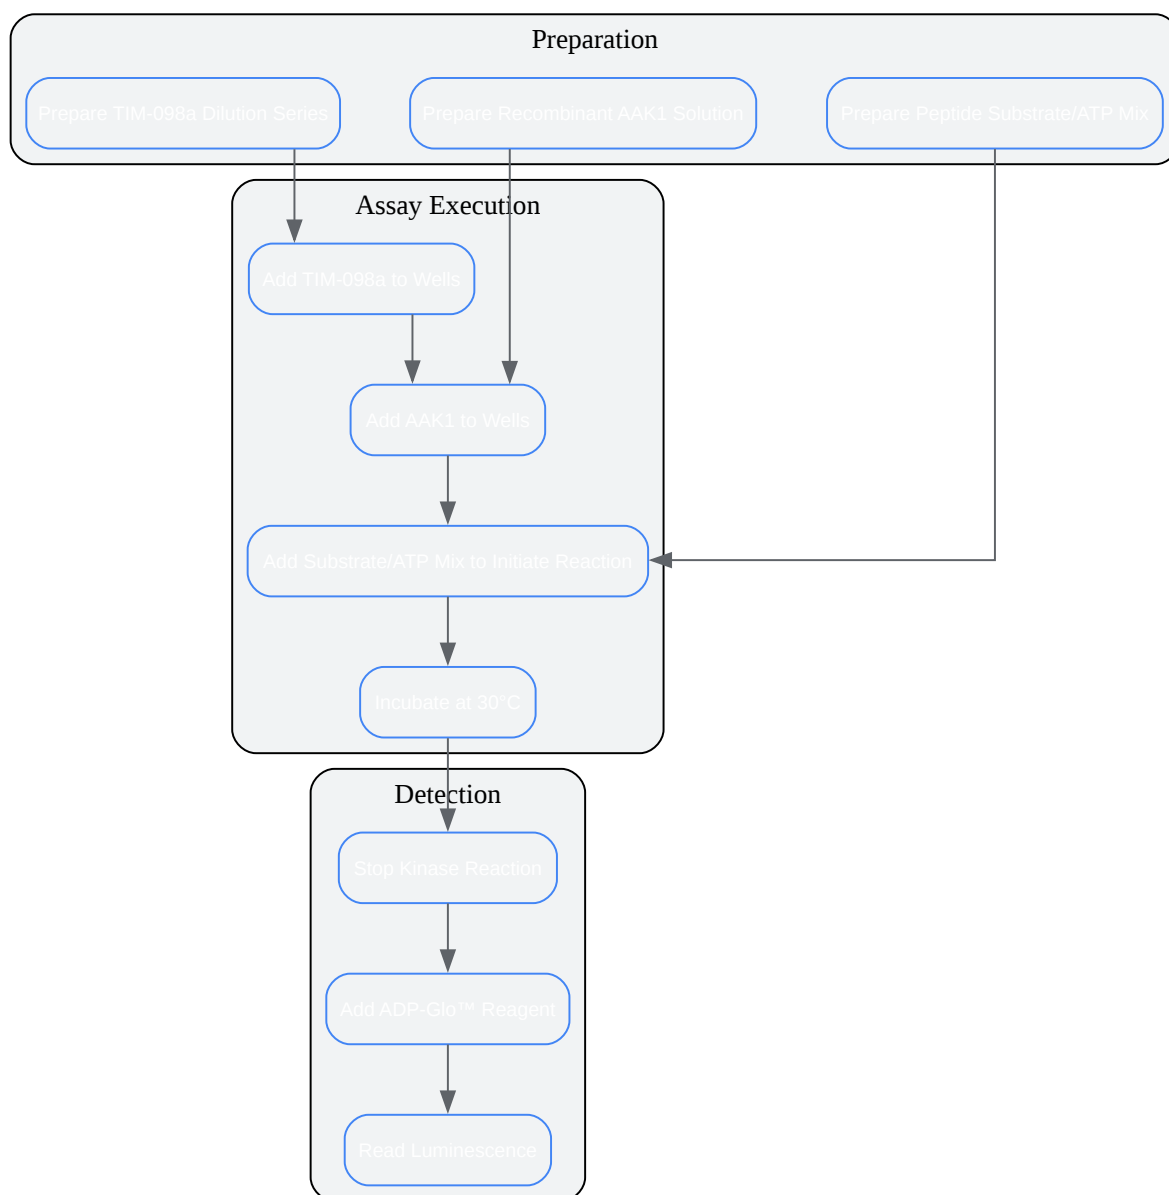 Preparation
Prepare TIM-098a Dilution Series
Prepare Recombinant AAK1 Solution
Prepare Peptide Substrate/ATP Mix
Assay Execution
Add TIM-098a to Wells
Add AAK1 to Wells
Add Substrate/ATP Mix to Initiate Reaction
Incubate at 30°C
Detection
Stop Kinase Reaction
Add ADP-Glo™ Reagent
Read Luminescence